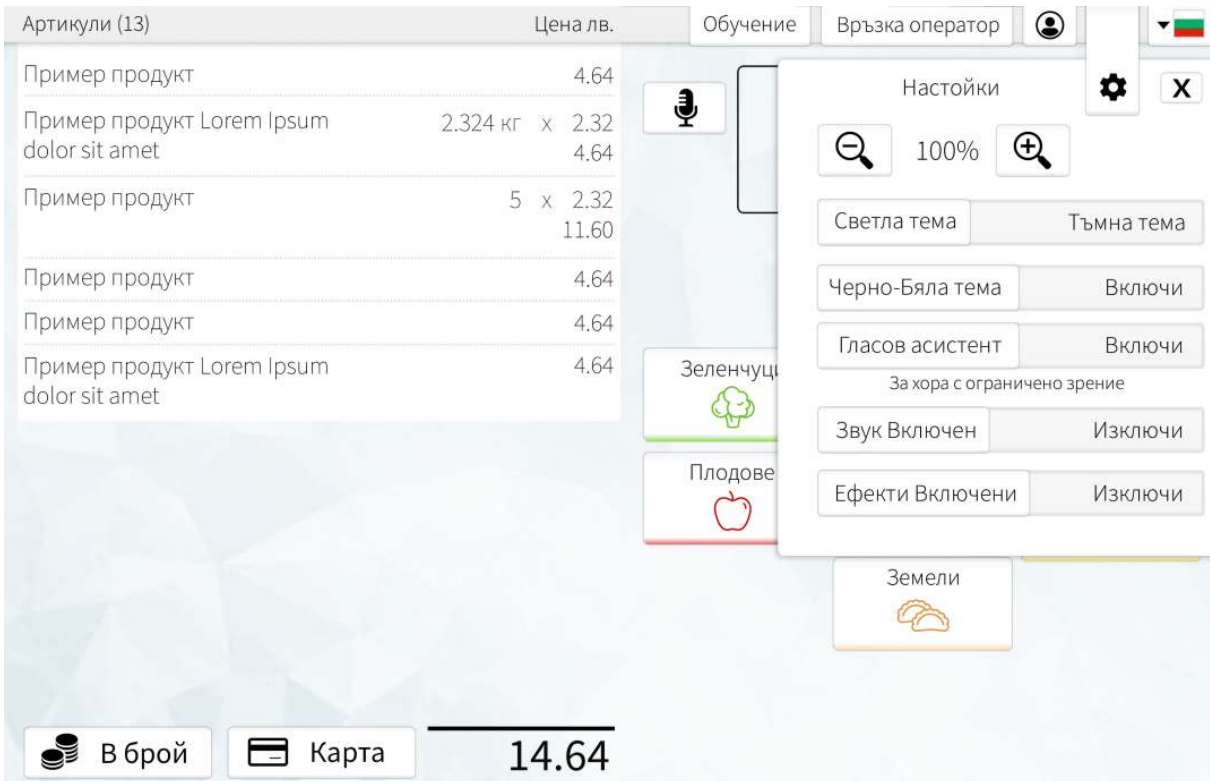 Артикули (13) Цена лв.
Обучение
Връзка оператор
Пример продукт 4.64
Пример продукт Lorem Ipsum 2.324 кг x 2.32
dolor sit amet 4.64
Пример продукт 5 x 2.32
11.60
Пример продукт 4.64
Пример продукт 4.64
Пример продукт Lorem Ipsum 4.64
dolor sit amet
В брой
Карта
14.64
Зеленчуци
Плодове
Земели
Настойки X
100%
Светла тема Тъмна тема
Черно-Бяла тема Включи
Гласов асистент Включи
За хора с ограничено зрение
Звук Включен Изключи
Ефекти Включени Изключи